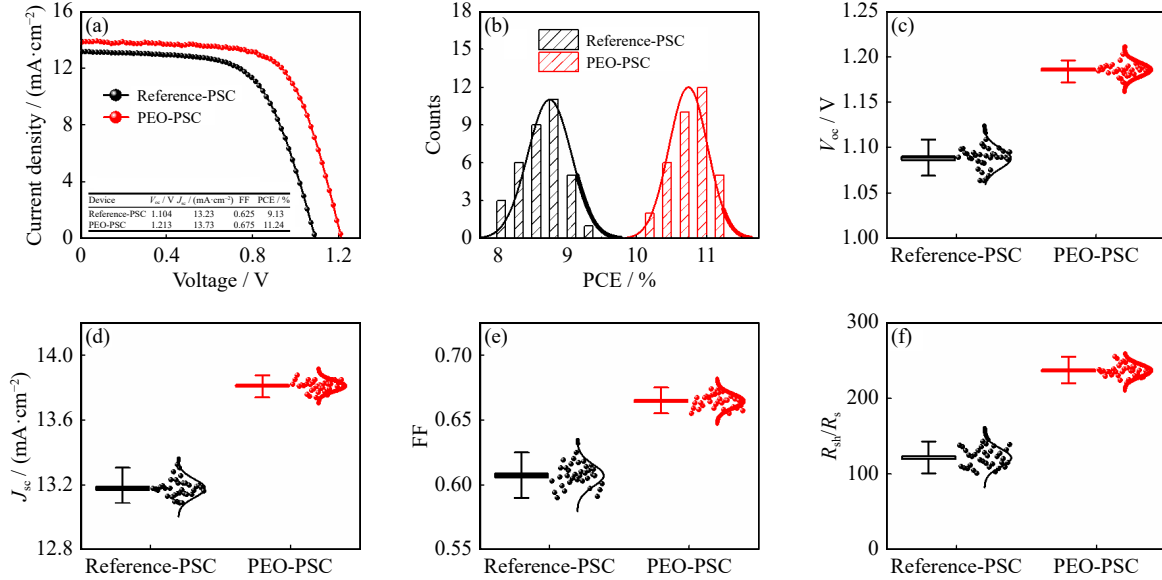 (a)
16
12
8
4
0
Current density / (mA·cm⁻²)
Reference-PSC
PEO-PSC
Device V_oc / V J_sc / (mA·cm⁻²) FF PCE / %
Reference-PSC 1.104 13.23 0.625 9.13
PEO-PSC 1.213 13.73 0.675 11.24
0 0.4 0.8 1.2
Voltage / V
(b)
18
15
12
9
6
3
0
Counts
Reference-PSC
PEO-PSC
8 9 10 11
PCE / %
(c)
1.25
1.20
1.15
1.10
1.05
1.00
V_oc / V
Reference-PSC PEO-PSC
(d)
14.0
13.6
13.2
12.8
J_sc / (mA·cm⁻²)
Reference-PSC PEO-PSC
(e)
0.70
0.65
0.60
0.55
FF
Reference-PSC PEO-PSC
(f)
300
200
100
0
R_sh/R_s
Reference-PSC PEO-PSC